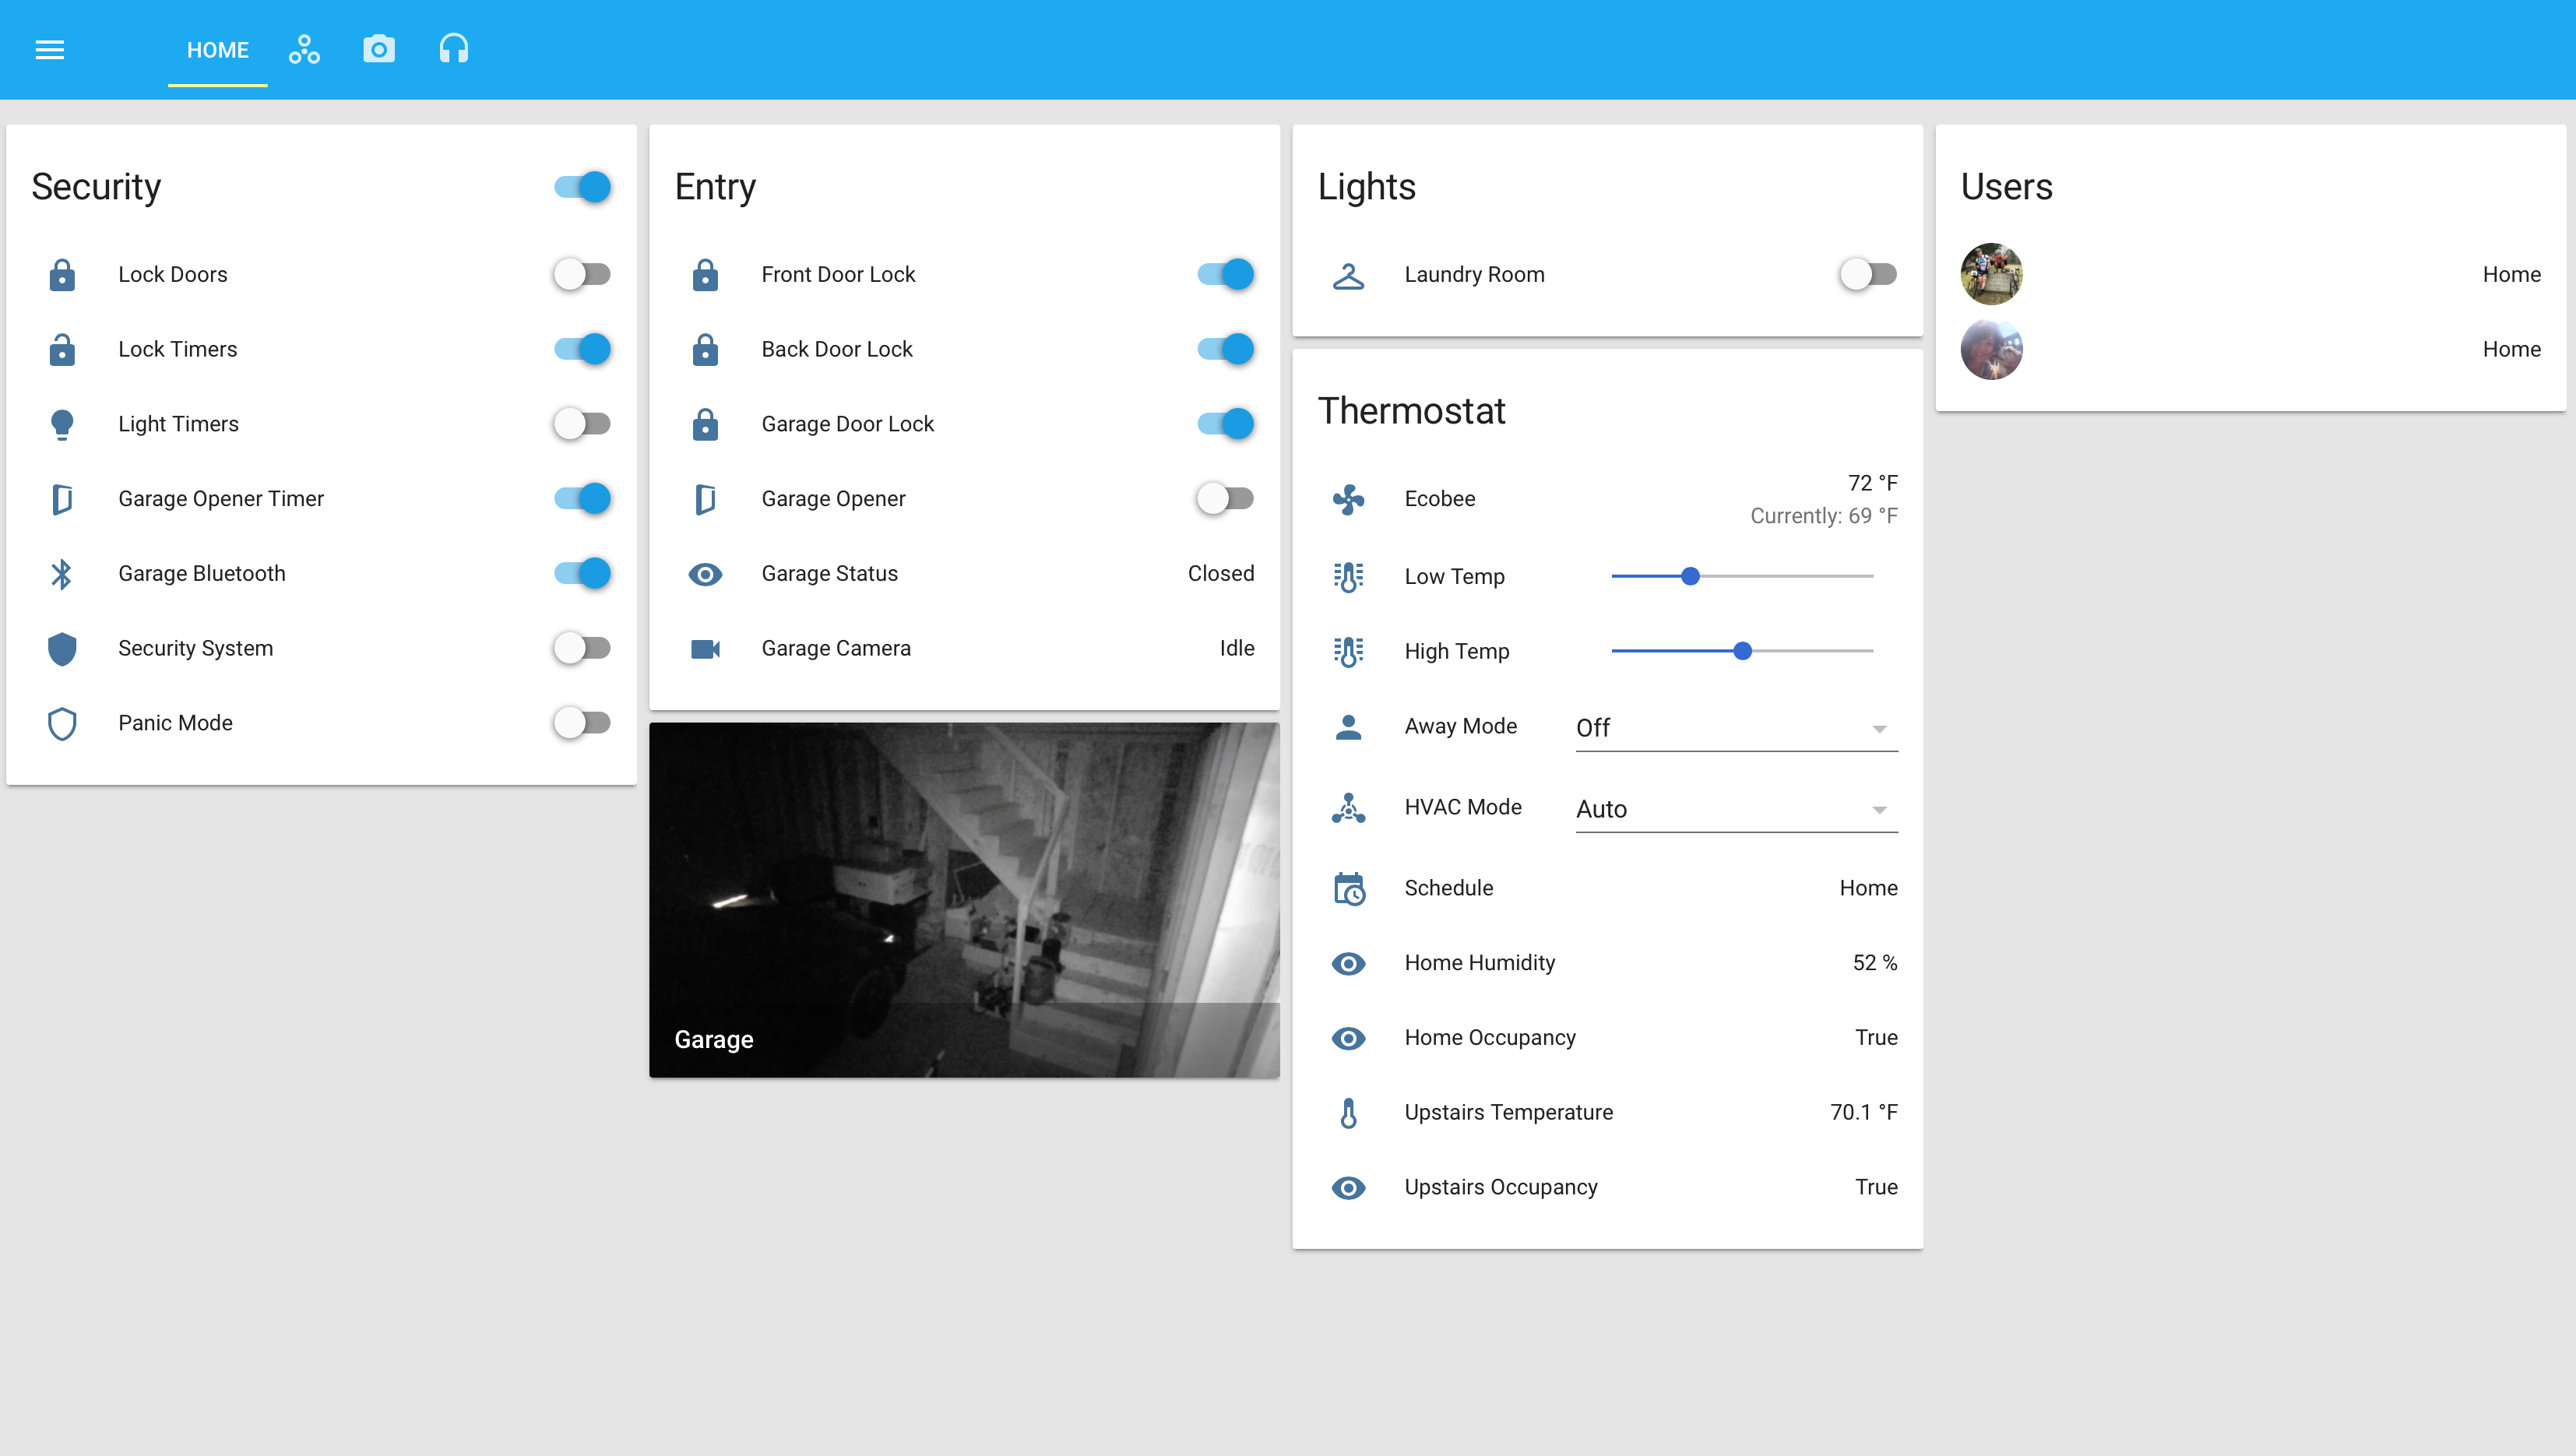 HOME
Security
Lock Doors
Lock Timers
Light Timers
Garage Opener Timer
Garage Bluetooth
Security System
Panic Mode
Entry
Front Door Lock
Back Door Lock
Garage Door Lock
Garage Opener
Garage Status Closed
Garage Camera Idle
Garage
Lights
Laundry Room
Thermostat
Ecobee 72 °F
Currently: 69 °F
Low Temp
High Temp
Away Mode Off
HVAC Mode Auto
Schedule Home
Home Humidity 52 %
Home Occupancy True
Upstairs Temperature 70.1 °F
Upstairs Occupancy True
Users
Home
Home